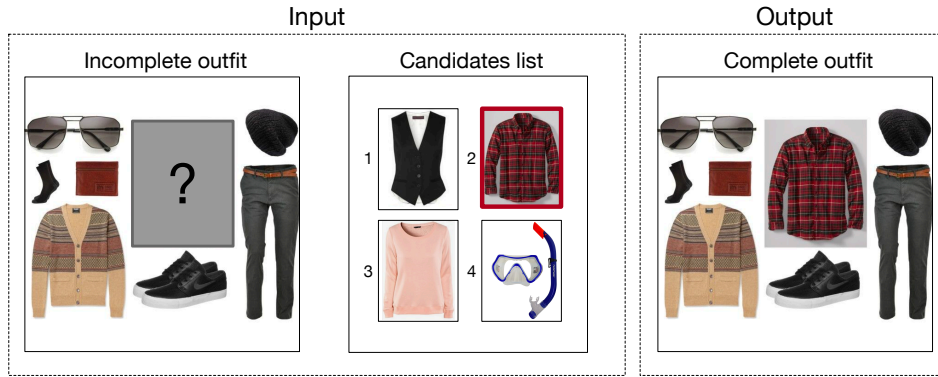 Input
Output
Incomplete outfit
Candidates list
Complete outfit
?
1
2
3
4